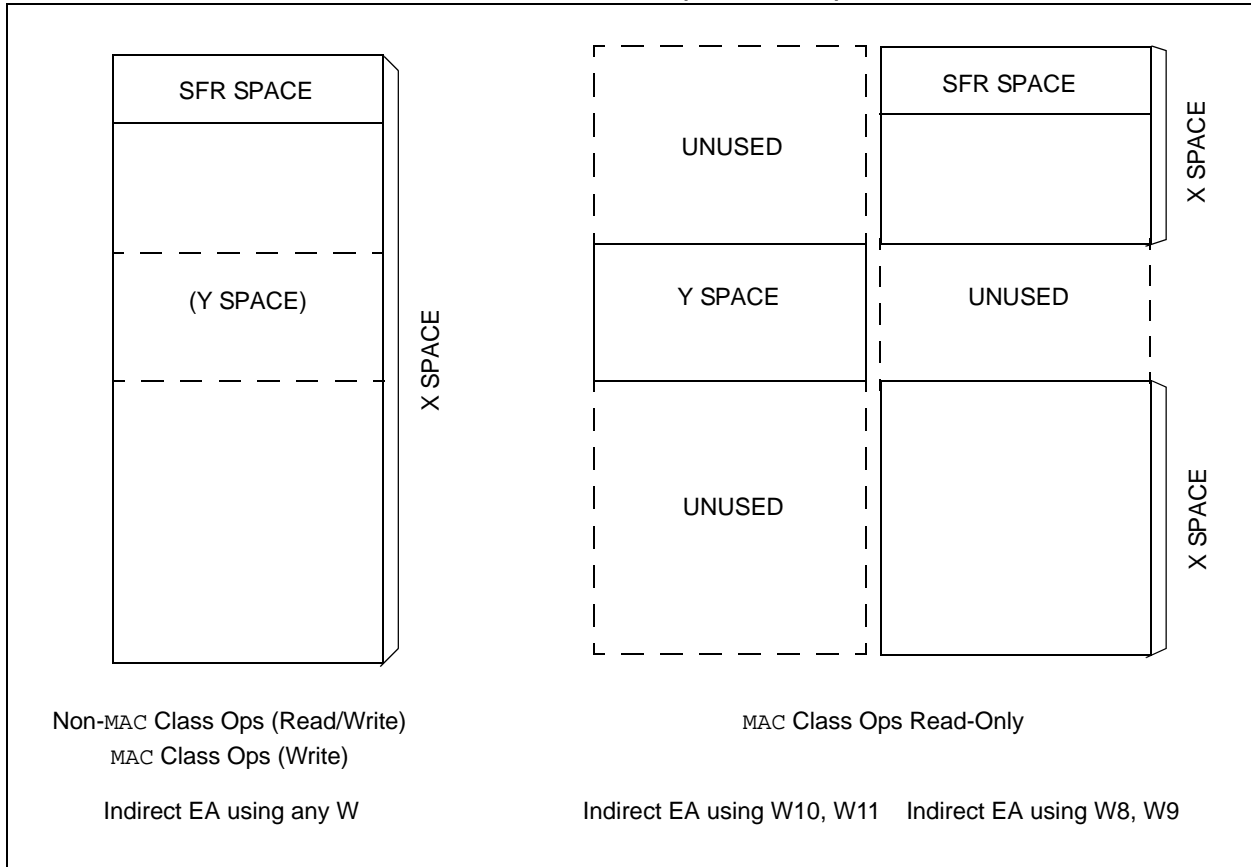 SFR SPACE
(Y SPACE)
X SPACE
Non-MAC Class Ops (Read/Write)
MAC Class Ops (Write)
Indirect EA using any W
UNUSED
Y SPACE
UNUSED
SFR SPACE
X SPACE
UNUSED
X SPACE
MAC Class Ops Read-Only
Indirect EA using W10, W11
Indirect EA using W8, W9